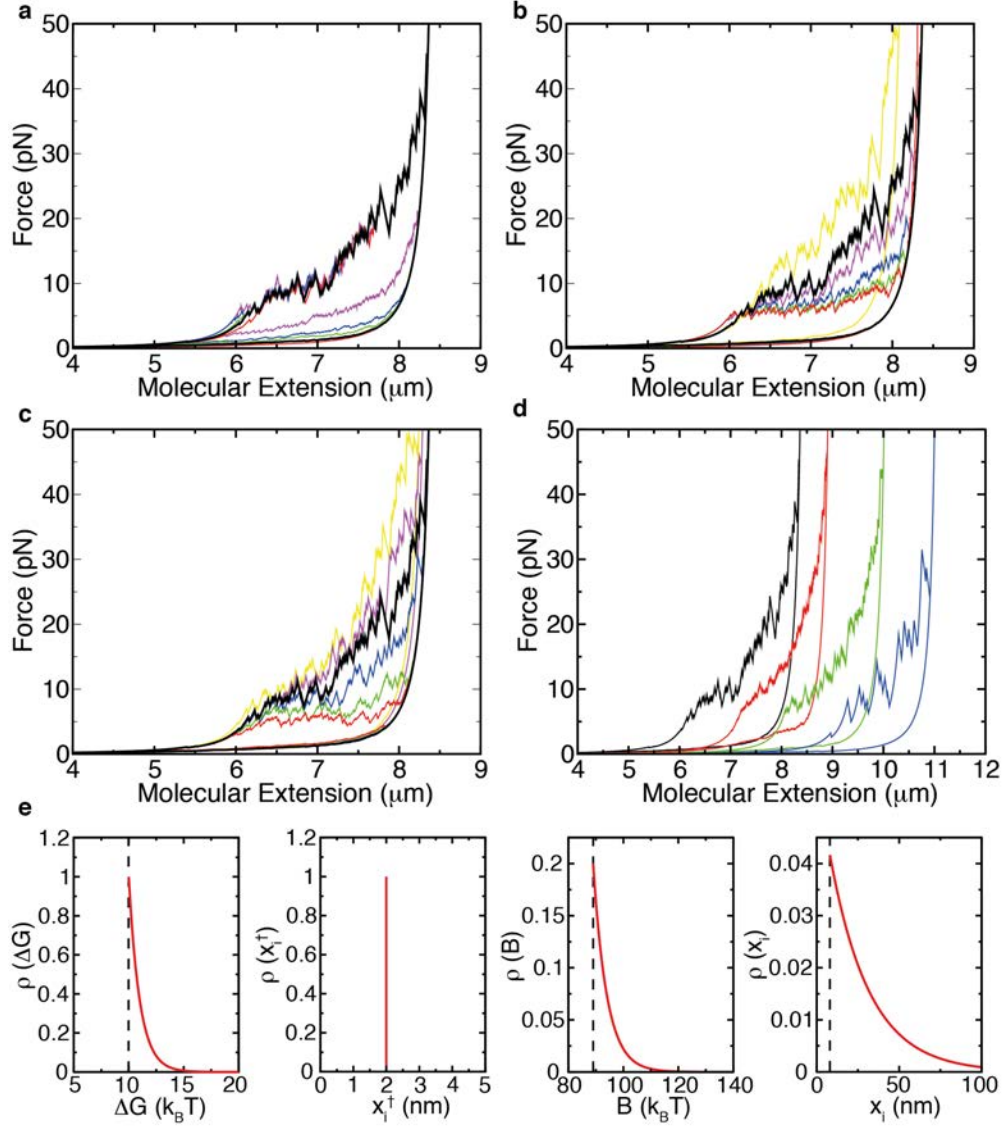 a
50
40
30
20
10
0
Force (pN)
4 5 6 7 8 9
Molecular Extension (μm)
b
50
40
30
20
10
0
Force (pN)
4 5 6 7 8 9
Molecular Extension (μm)
c
50
40
30
20
10
0
Force (pN)
4 5 6 7 8 9
Molecular Extension (μm)
d
50
40
30
20
10
0
Force (pN)
4 5 6 7 8 9 10 11 12
Molecular Extension (μm)
e
1.2
1
0.8
0.6
0.4
0.2
0
ρ (ΔG)
5 10 15 20
ΔG (k_BT)
1.2
1
0.8
0.6
0.4
0.2
0
ρ (x_i^†)
0 1 2 3 4 5
x_i^† (nm)
0.2
0.15
0.1
0.05
0
ρ (B)
80 100 120 140
B (k_BT)
0.04
0.03
0.02
0.01
0
ρ (x_i)
0 50 100
x_i (nm)